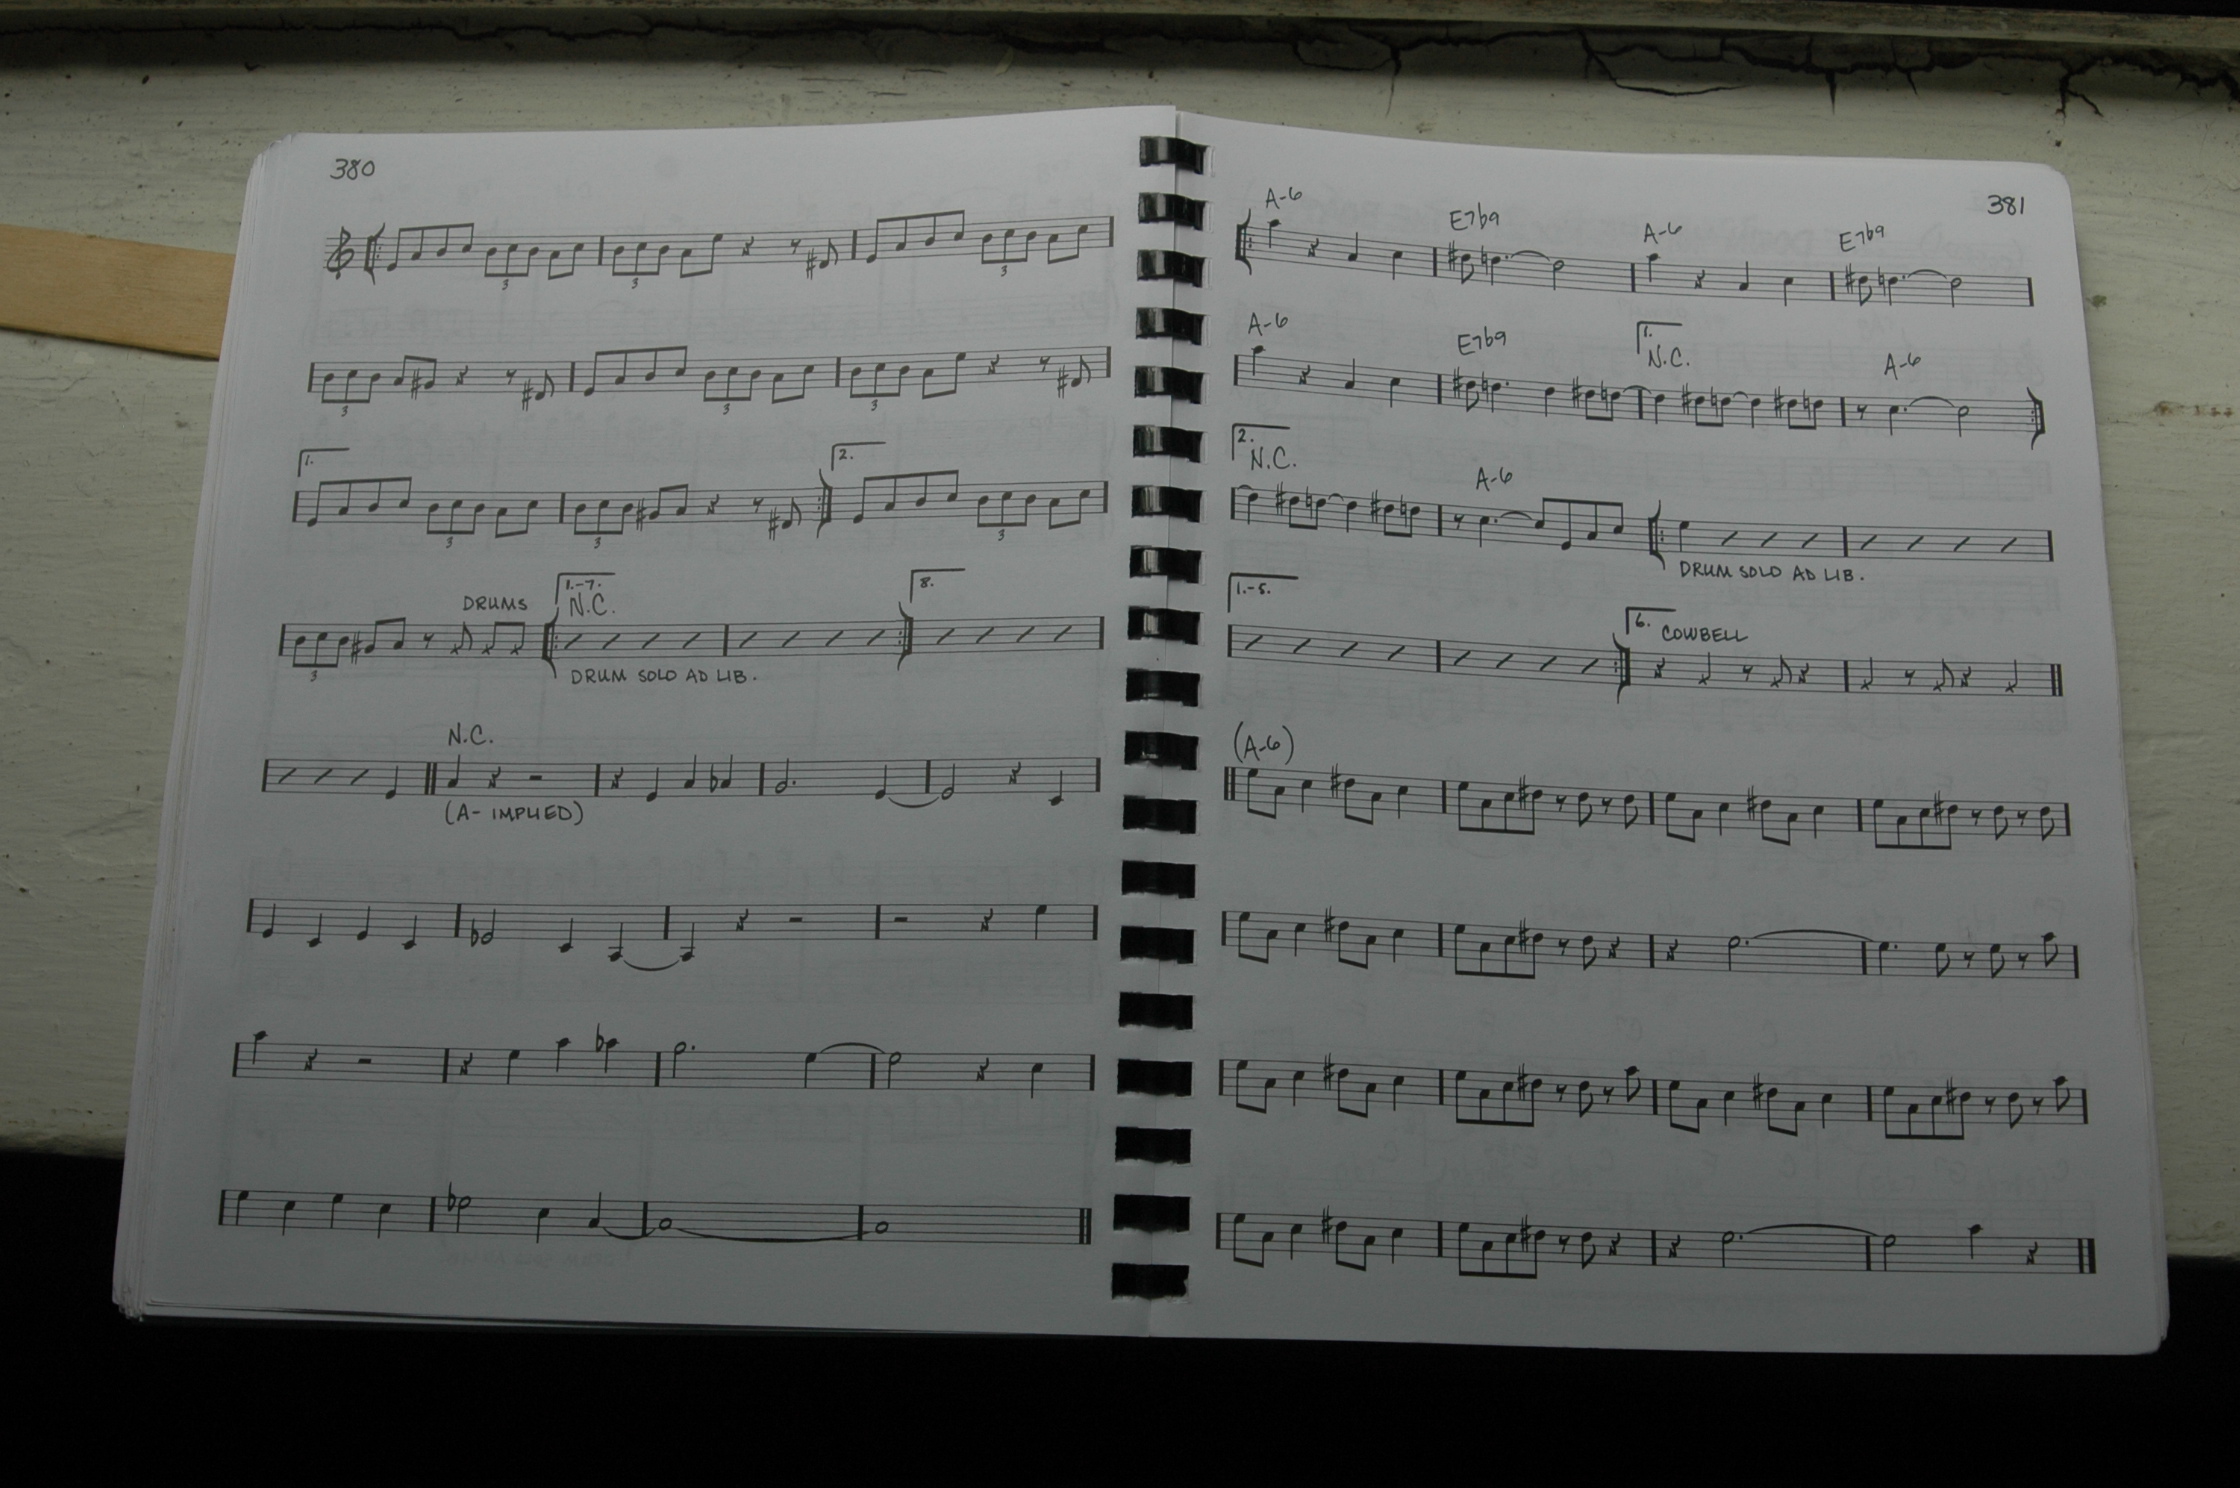 380
3
3
3
3
3
3
1.
2.
3
3
3
DRUMS
1.-7.
N.C.
8.
3
DRUM SOLO AD LIB.
N.C.
(A- IMPLIED)
381
A-6 E7b9 A-6 E7b9
A-6 E7b9 1. N.C. A-6
2. N.C. A-6
DRUM SOLO AD LIB.
1.-5.
6. COWBELL
(A-6)